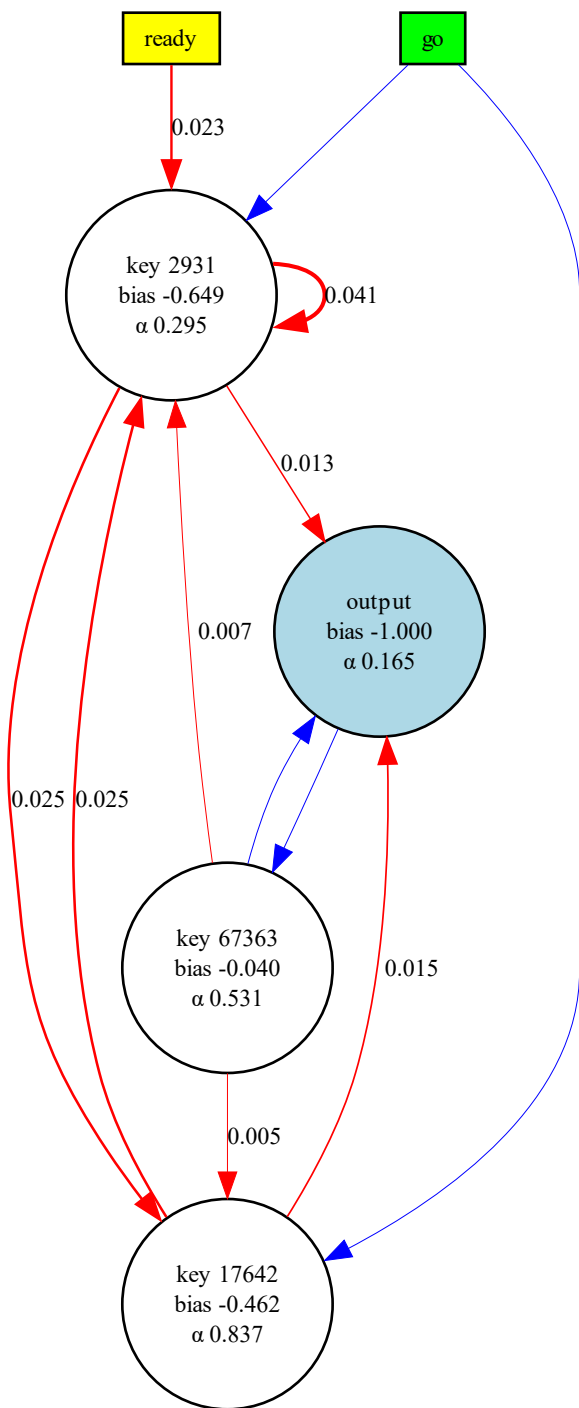 ready
go
0.023
key 2931
bias -0.649
α 0.295
0.041
0.013
output
bias -1.000
α 0.165
0.007
0.025
0.025
key 67363
bias -0.040
α 0.531
0.015
0.005
key 17642
bias -0.462
α 0.837